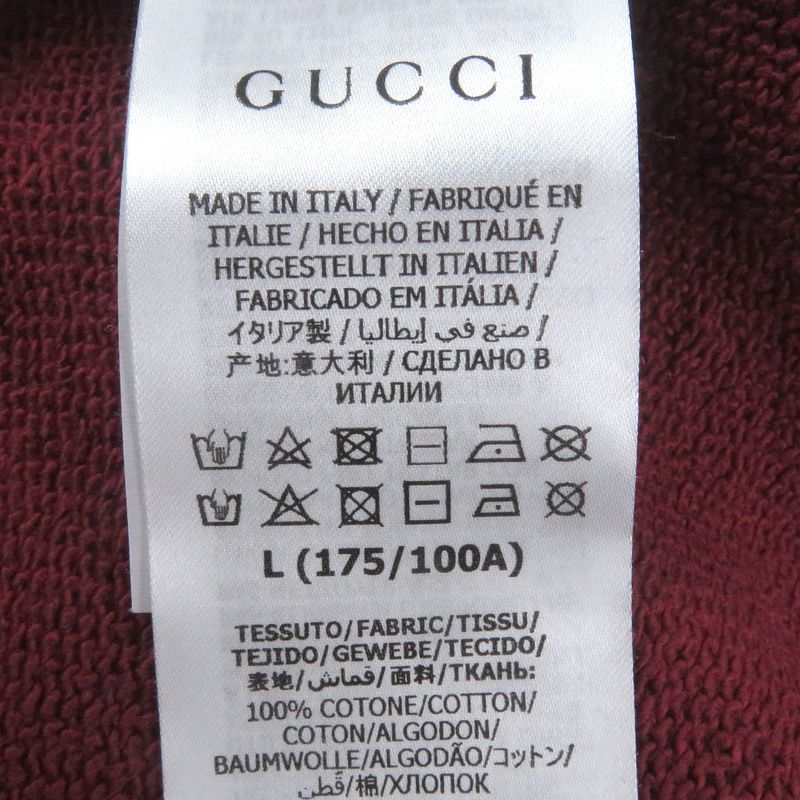 GUCCI
MADE IN ITALY / FABRIQUÉ EN
ITALIE / HECHO EN ITALIA /
HERGESTELLT IN ITALIEN /
FABRICADO EM ITÁLIA /
イタリア製 / صنع في إيطاليا /
产地:意大利 / СДЕЛАНО В
ИТАЛИИ
L (175/100A)
TESSUTO/FABRIC/TISSU/
TEJIDO/GEWEBE/TECIDO/
表地/قماش/面料/ТКАНЬ:
100% COTONE/COTTON/
COTON/ALGODON/
BAUMWOLLE/ALGODÃO/コットン/
قطن/棉/ХЛОПОК